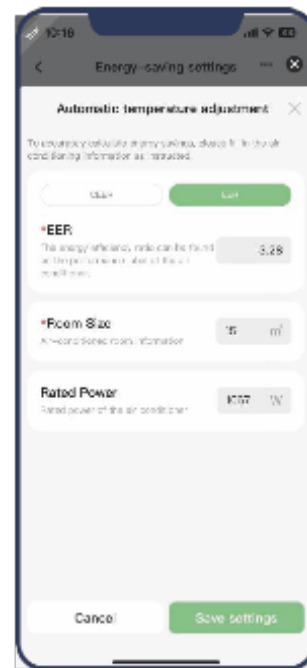 10:16
Energy-saving settings
Automatic temperature adjustment
To accurately calculate energy savings, please fill in the air
conditioning information as instructed.
CEER
EER
*EER
The energy efficiency ratio can be found
on the performance label of the air
conditioner.
3.28
*Room Size
Air-conditioned room information
15 m²
Rated Power
Rated power of the air conditioner
W
Cancel
Save settings